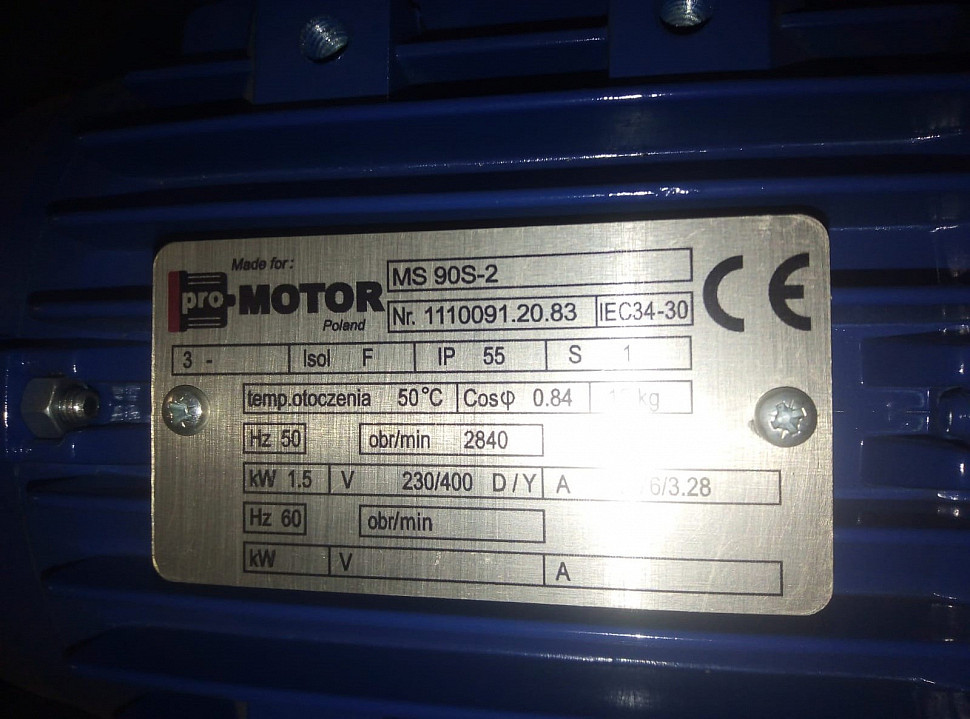 Made for:
pro-MOTOR
Poland
MS 90S-2
Nr. 1110091.20.83 IEC34-30
CE
3 - Isol F IP 55 S 1
temp.otoczenia 50°C Cosφ 0.84 kg
Hz 50 obr/min 2840
kW 1.5 V 230/400 D/Y A 6/3.28
Hz 60 obr/min
kW V A